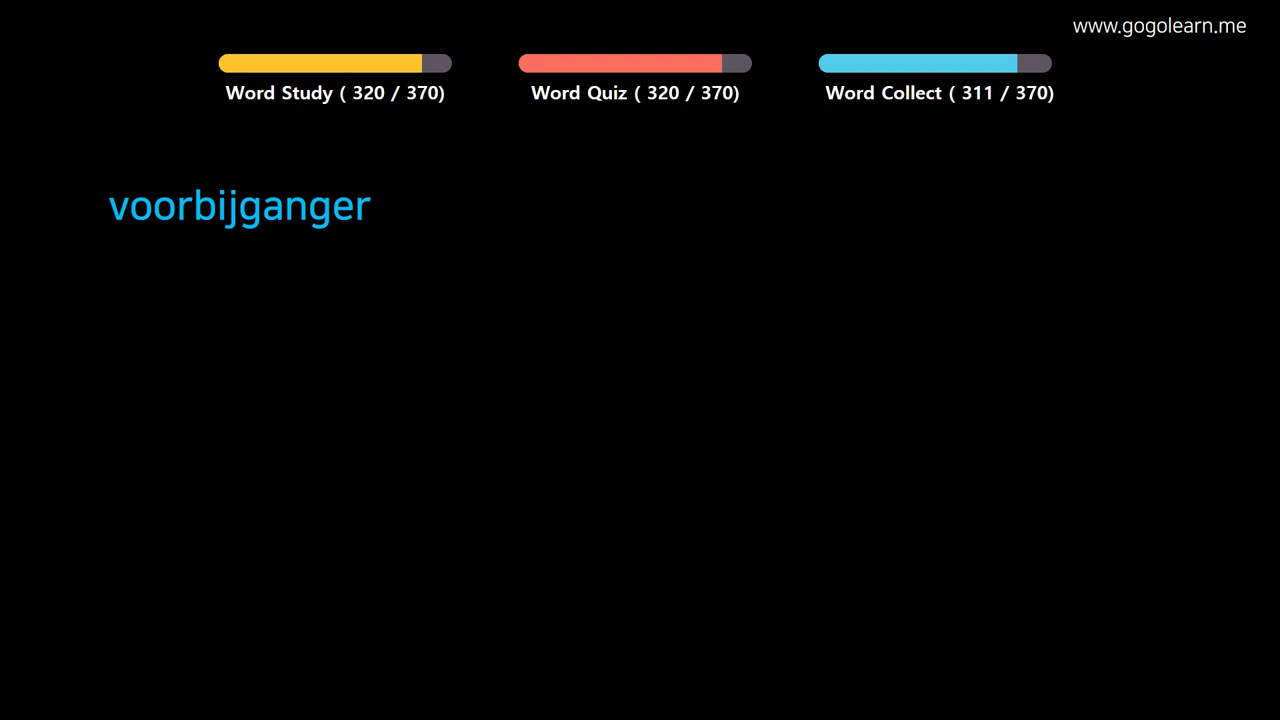 www.gogolearn.me
Word Study ( 320 / 370)
Word Quiz ( 320 / 370)
Word Collect ( 311 / 370)
voorbijganger